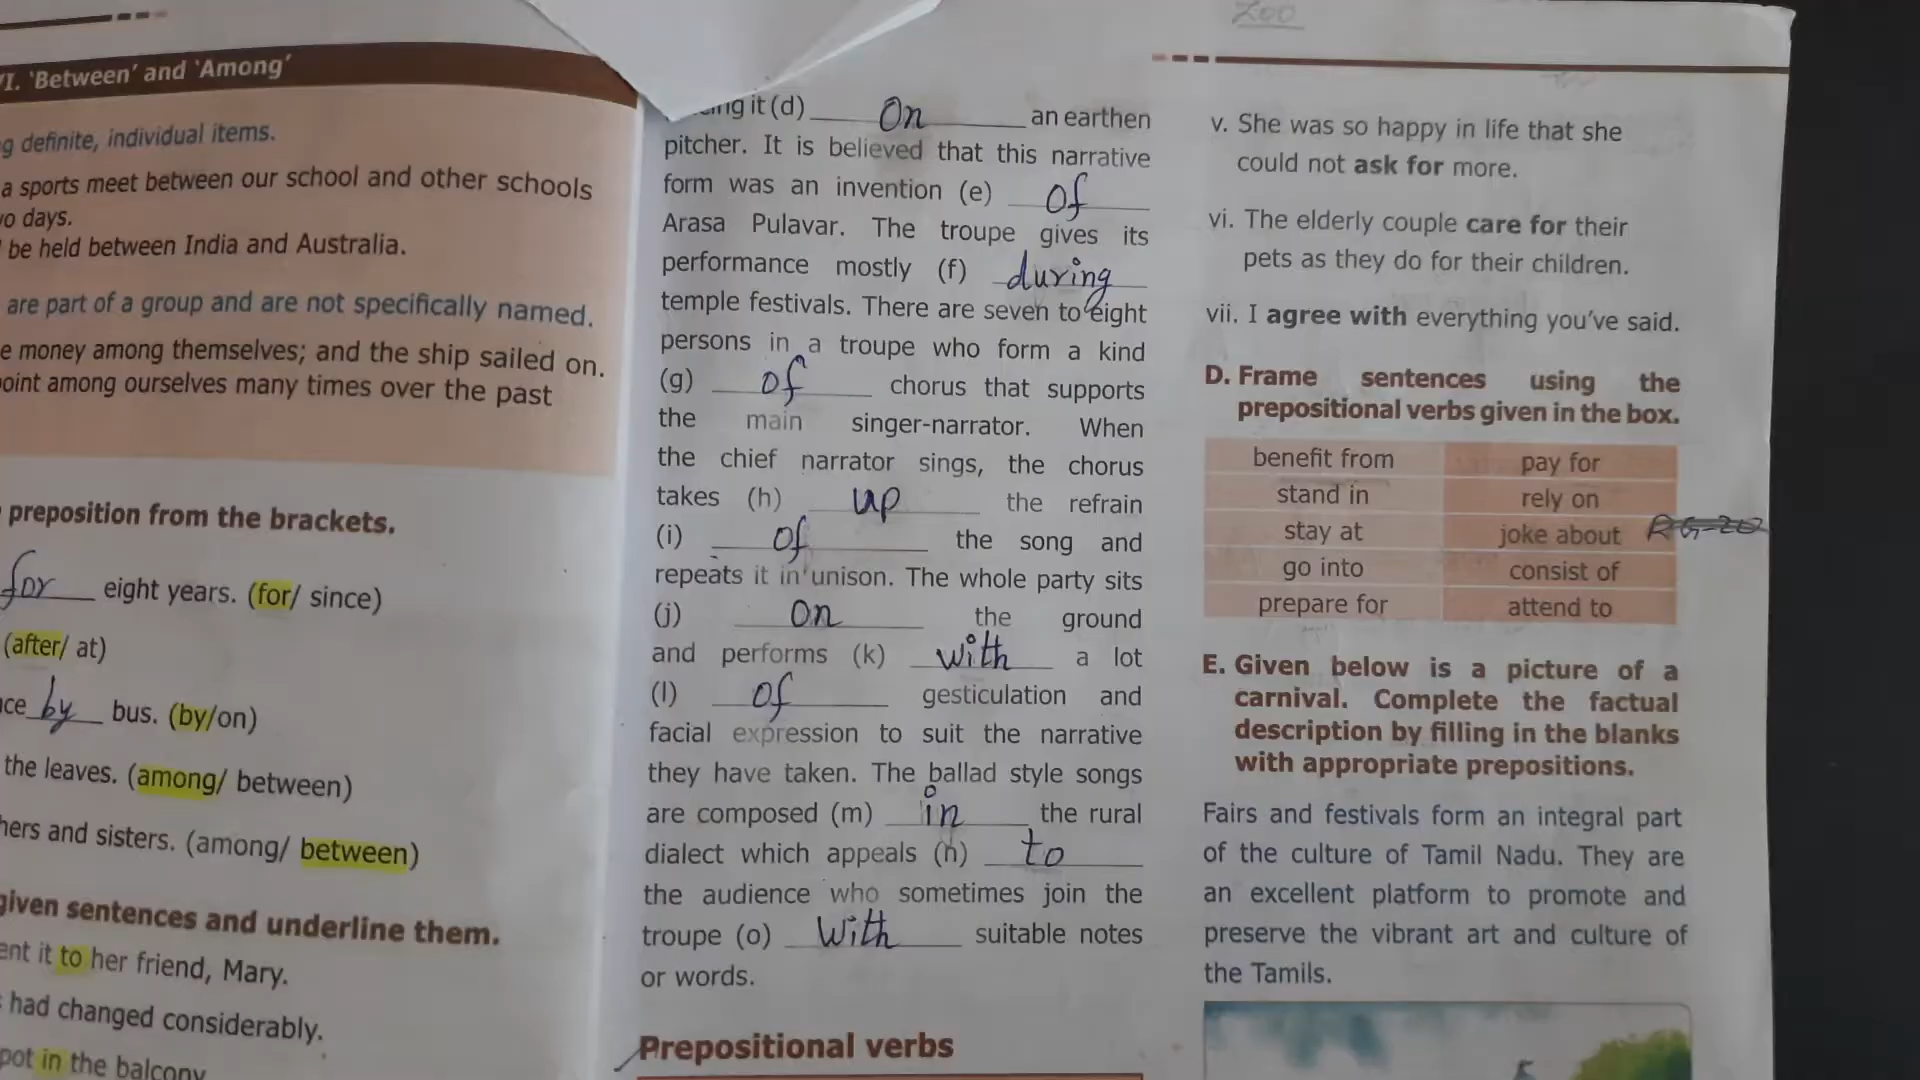 VI. 'Between' and 'Among'
g definite, individual items.
a sports meet between our school and other schools
days.
be held between India and Australia.
are part of a group and are not specifically named.
money among themselves; and the ship sailed on.
among ourselves many times over the past
preposition from the brackets.
for eight years. (for/ since)
(after/ at)
by bus. (by/on)
the leaves. (among/ between)
and sisters. (among/ between)
given sentences and underline them.
it to her friend, Mary.
had changed considerably.
in the balcony
it (d) On an earthen
pitcher. It is believed that this narrative
form was an invention (e) of
Arasa Pulavar. The troupe gives its
performance mostly (f) during
temple festivals. There are seven to eight
persons in a troupe who form a kind
(g) of chorus that supports
the main singer-narrator. When
the chief narrator sings, the chorus
takes (h) up the refrain
(i) of the song and
repeats it in unison. The whole party sits
(j) On the ground
and performs (k) with a lot
(l) of gesticulation and
facial expression to suit the narrative
they have taken. The ballad style songs
are composed (m) in the rural
dialect which appeals (n) to
the audience who sometimes join the
troupe (o) with suitable notes
or words.
Prepositional verbs
v. She was so happy in life that she
could not ask for more.
vi. The elderly couple care for their
pets as they do for their children.
vii. I agree with everything you've said.
D. Frame sentences using the
prepositional verbs given in the box.
benefit from pay for
stand in rely on
stay at joke about
go into consist of
prepare for attend to
E. Given below is a picture of a
carnival. Complete the factual
description by filling in the blanks
with appropriate prepositions.
Fairs and festivals form an integral part
of the culture of Tamil Nadu. They are
an excellent platform to promote and
preserve the vibrant art and culture of
the Tamils.